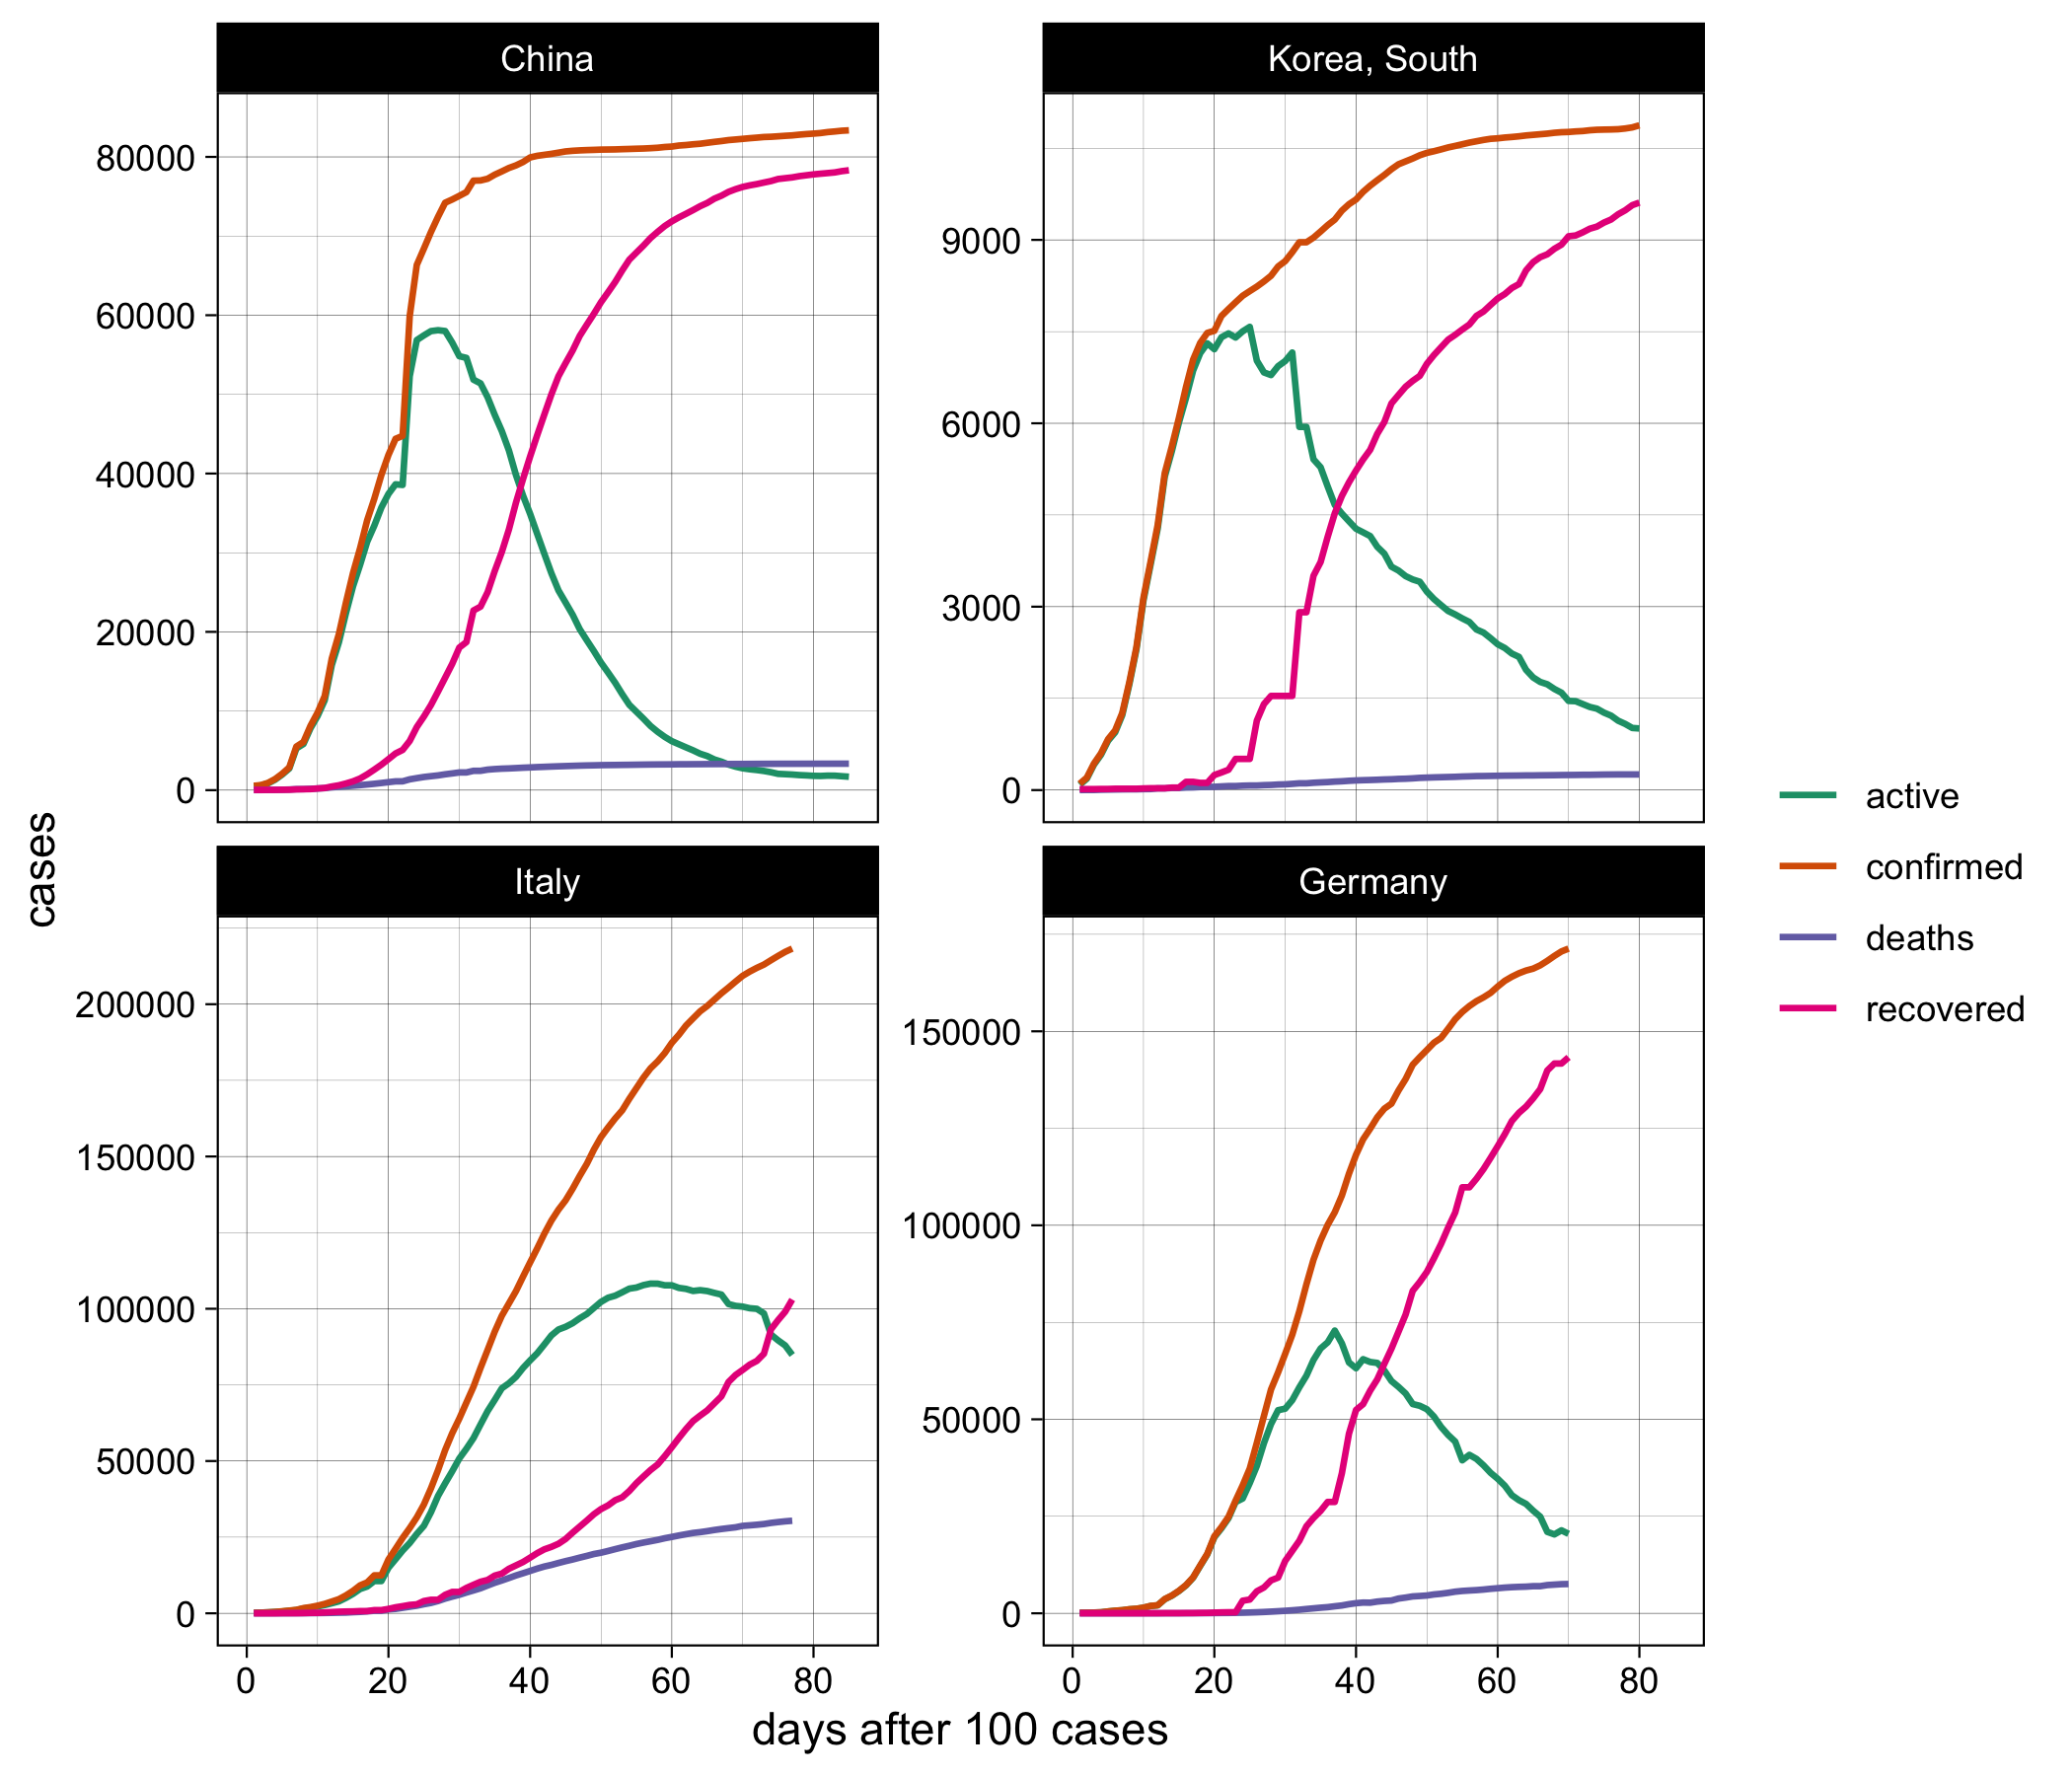 China
Korea, South
80000
60000
40000
20000
0
9000
6000
3000
0
cases
Italy
Germany
200000
150000
100000
50000
0
150000
100000
50000
0
0 20 40 60 80
0 20 40 60 80
days after 100 cases
active
confirmed
deaths
recovered